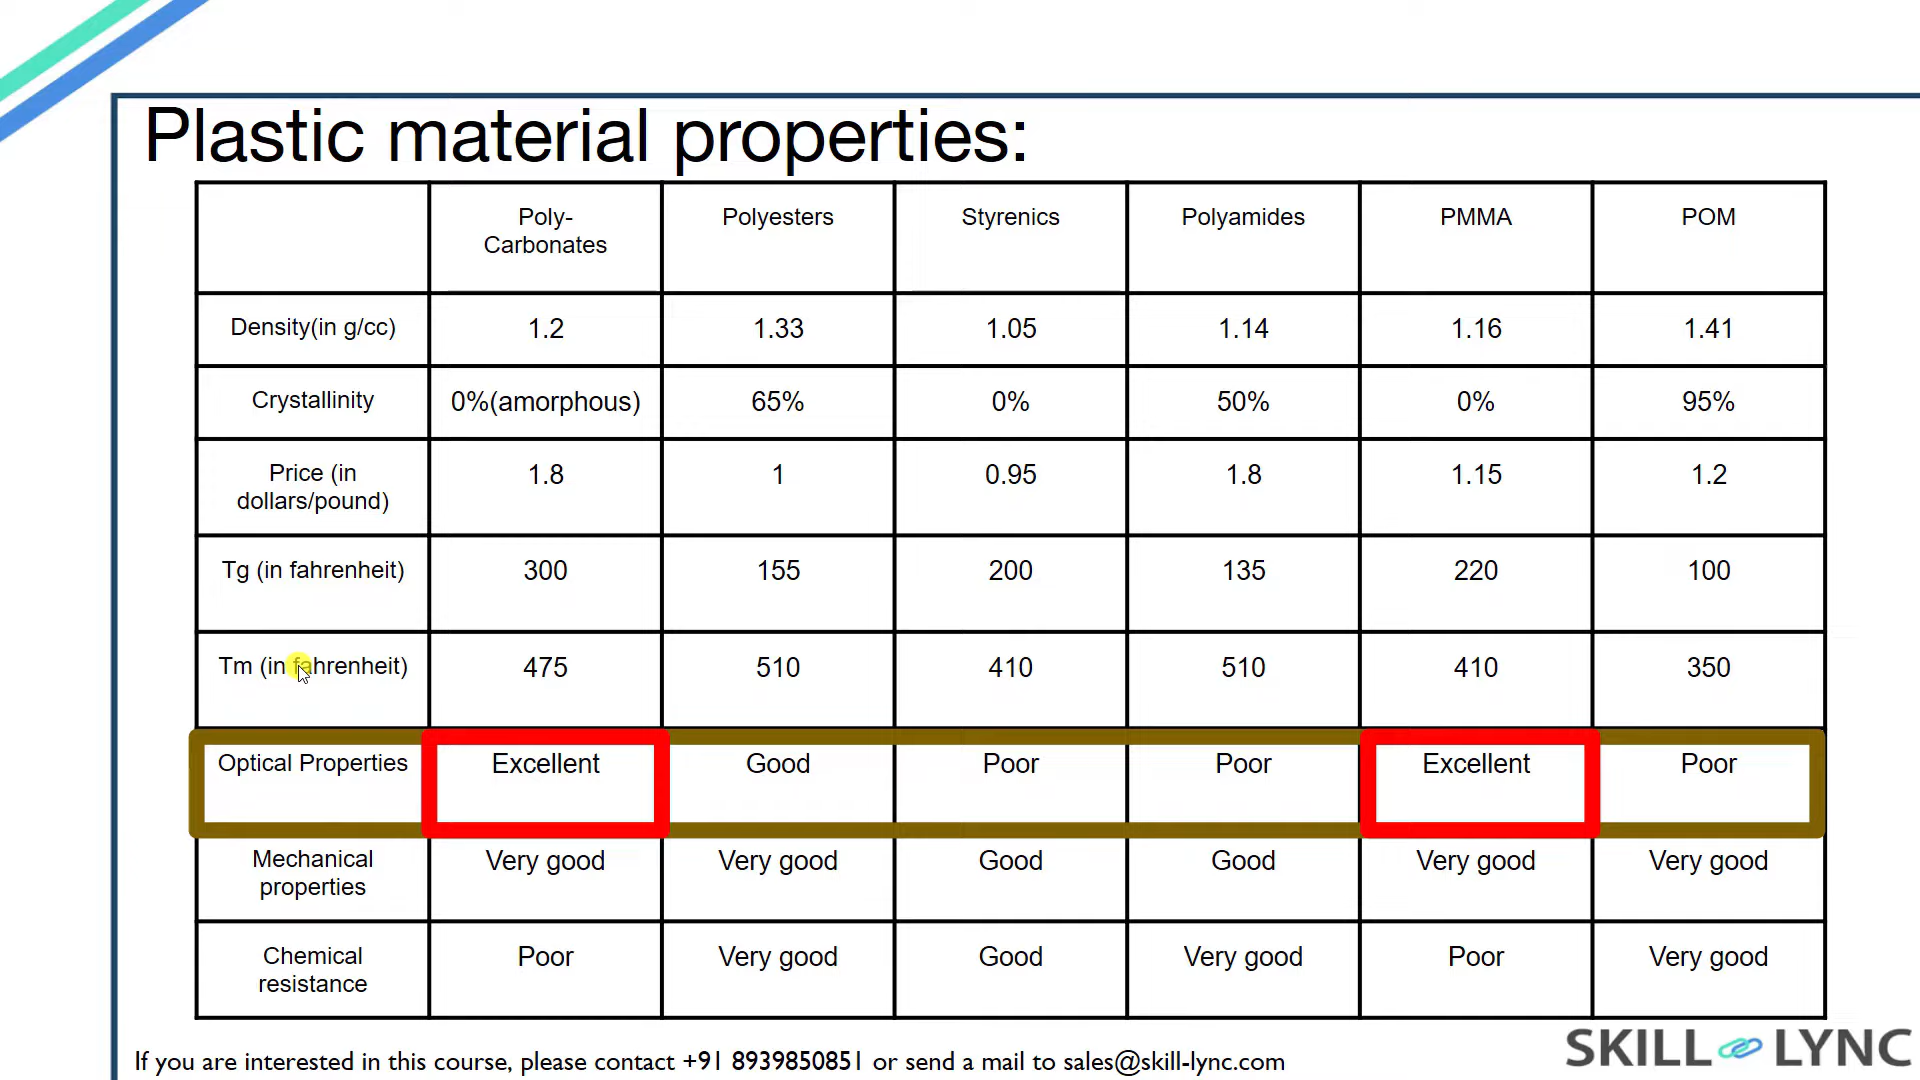 Plastic material properties:
Poly-
Carbonates
Polyesters
Styrenics
Polyamides
PMMA
POM
Density(in g/cc)
1.2
1.33
1.05
1.14
1.16
1.41
Crystallinity
0%(amorphous)
65%
0%
50%
0%
95%
Price (in
dollars/pound)
1.8
1
0.95
1.8
1.15
1.2
Tg (in fahrenheit)
300
155
200
135
220
100
Tm (in fahrenheit)
475
510
410
510
410
350
Optical Properties
Excellent
Good
Poor
Poor
Excellent
Poor
Mechanical
properties
Very good
Very good
Good
Good
Very good
Very good
Chemical
resistance
Poor
Very good
Good
Very good
Poor
Very good
If you are interested in this course, please contact +91 8939850851 or send a mail to sales@skill-lync.com
SKILL LYNC